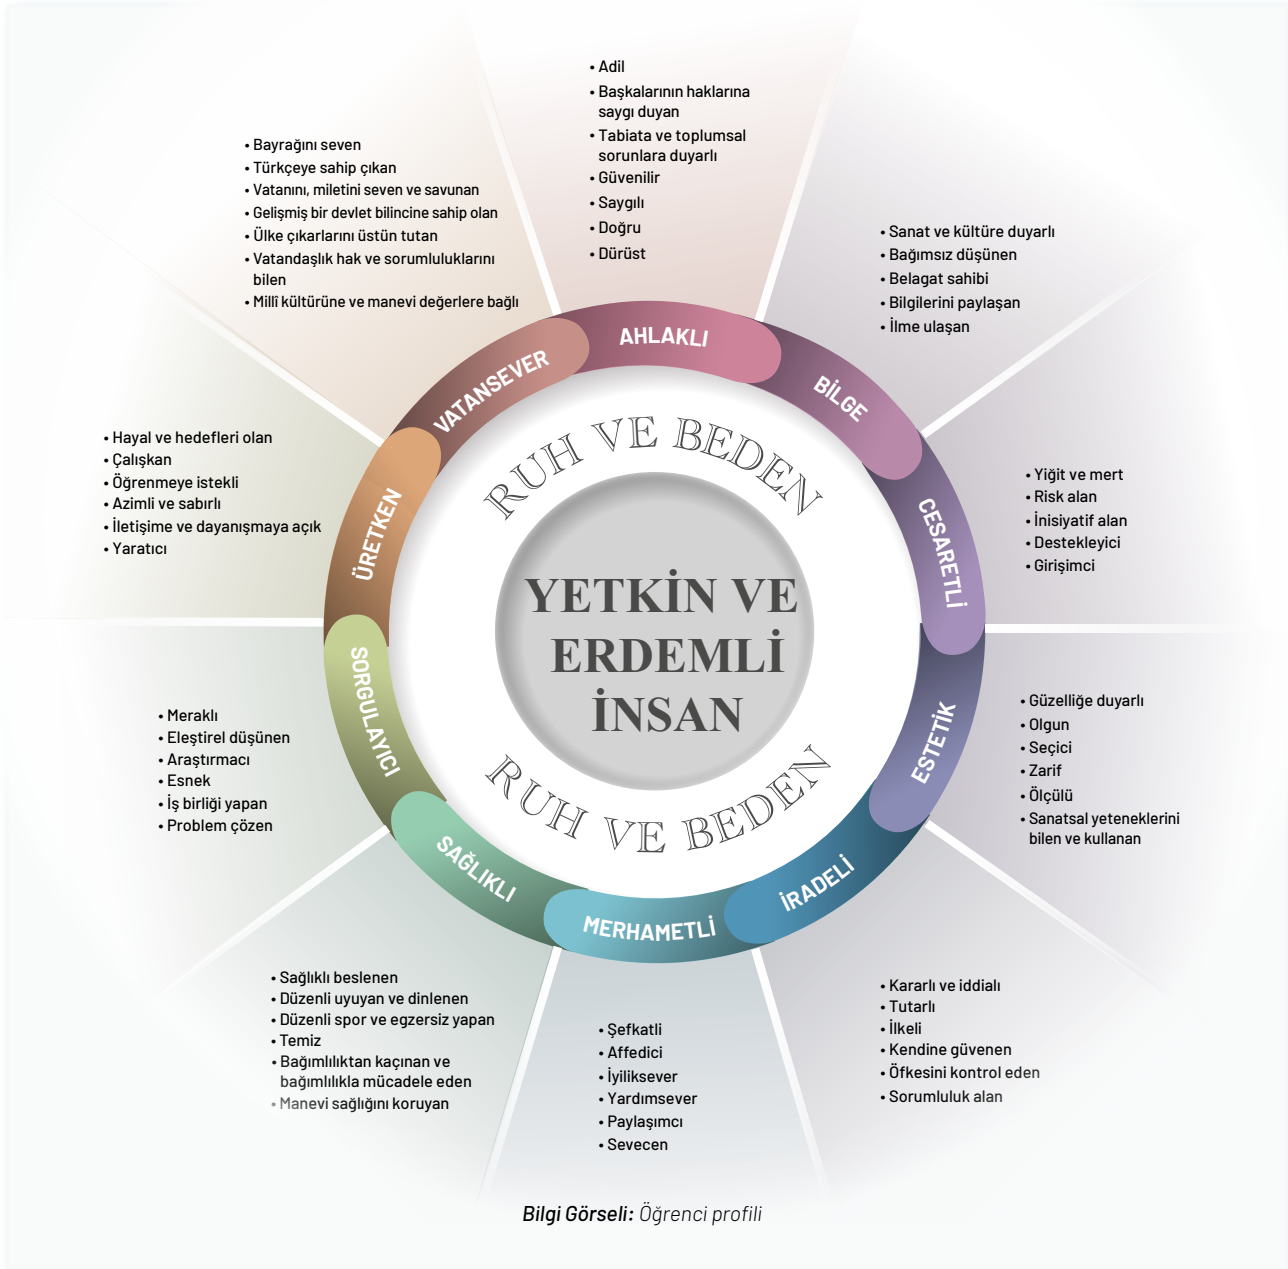 • Adil
• Başkalarının haklarına
saygı duyan
• Tabiata ve toplumsal
sorunlara duyarlı
• Güvenilir
• Saygılı
• Doğru
• Dürüst
• Bayrağını seven
• Türkçeye sahip çıkan
• Vatanını, miletini seven ve savunan
• Gelişmiş bir devlet bilincine sahip olan
• Ülke çıkarlarını üstün tutan
• Vatandaşlık hak ve sorumluluklarını
bilen
• Millî kültürüne ve manevi değerlere bağlı
• Sanat ve kültüre duyarlı
• Bağımsız düşünen
• Belagat sahibi
• Bilgilerini paylaşan
• İlme ulaşan
AHLAKLI
VATANSEVER
BİLGE
• Hayal ve hedefleri olan
• Çalışkan
• Öğrenmeye istekli
• Azimli ve sabırlı
• İletişime ve dayanışmaya açık
• Yaratıcı
ÜRETKEN
RUH VE BEDEN
CESARETLİ
• Yiğit ve mert
• Risk alan
• İnisiyatif alan
• Destekleyici
• Girişimci
YETKİN VE
ERDEMLİ
İNSAN
SORGULAYICI
• Meraklı
• Eleştirel düşünen
• Araştırmacı
• Esnek
• İş birliği yapan
• Problem çözen
ESTETİK
• Güzelliğe duyarlı
• Olgun
• Seçici
• Zarif
• Ölçülü
• Sanatsal yeteneklerini
bilen ve kullanan
RUH VE BEDEN
SAĞLIKLI
MERHAMETLİ
İRADELİ
• Sağlıklı beslenen
• Düzenli uyuyan ve dinlenen
• Düzenli spor ve egzersiz yapan
• Temiz
• Bağımlılıktan kaçınan ve
bağımlılıkla mücadele eden
• Manevi sağlığını koruyan
• Şefkatli
• Affedici
• İyiliksever
• Yardımsever
• Paylaşımcı
• Sevecen
• Kararlı ve iddialı
• Tutarlı
• İlkeli
• Kendine güvenen
• Öfkesini kontrol eden
• Sorumluluk alan
Bilgi Görseli: Öğrenci profili